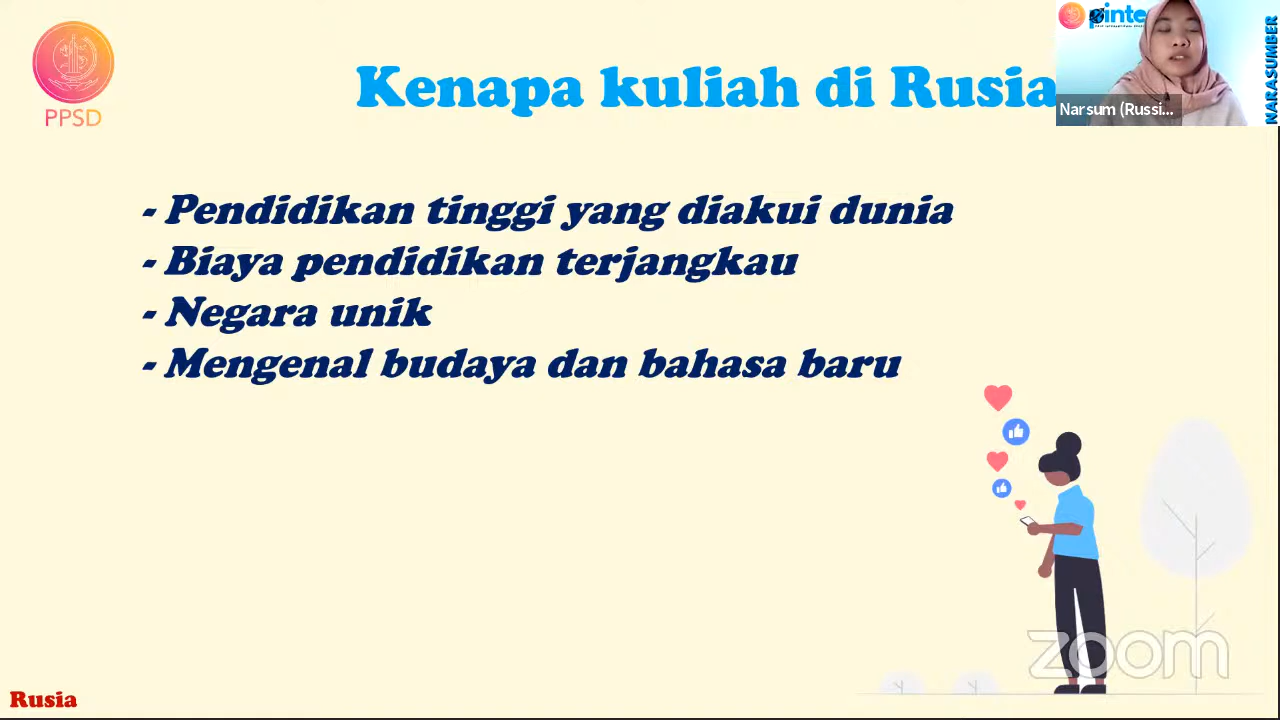 PPSD
Kenapa kuliah di Rusia
- Pendidikan tinggi yang diakui dunia
- Biaya pendidikan terjangkau
- Negara unik
- Mengenal budaya dan bahasa baru
Narsum (Russi...
NARASUMBER
zoom
Rusia